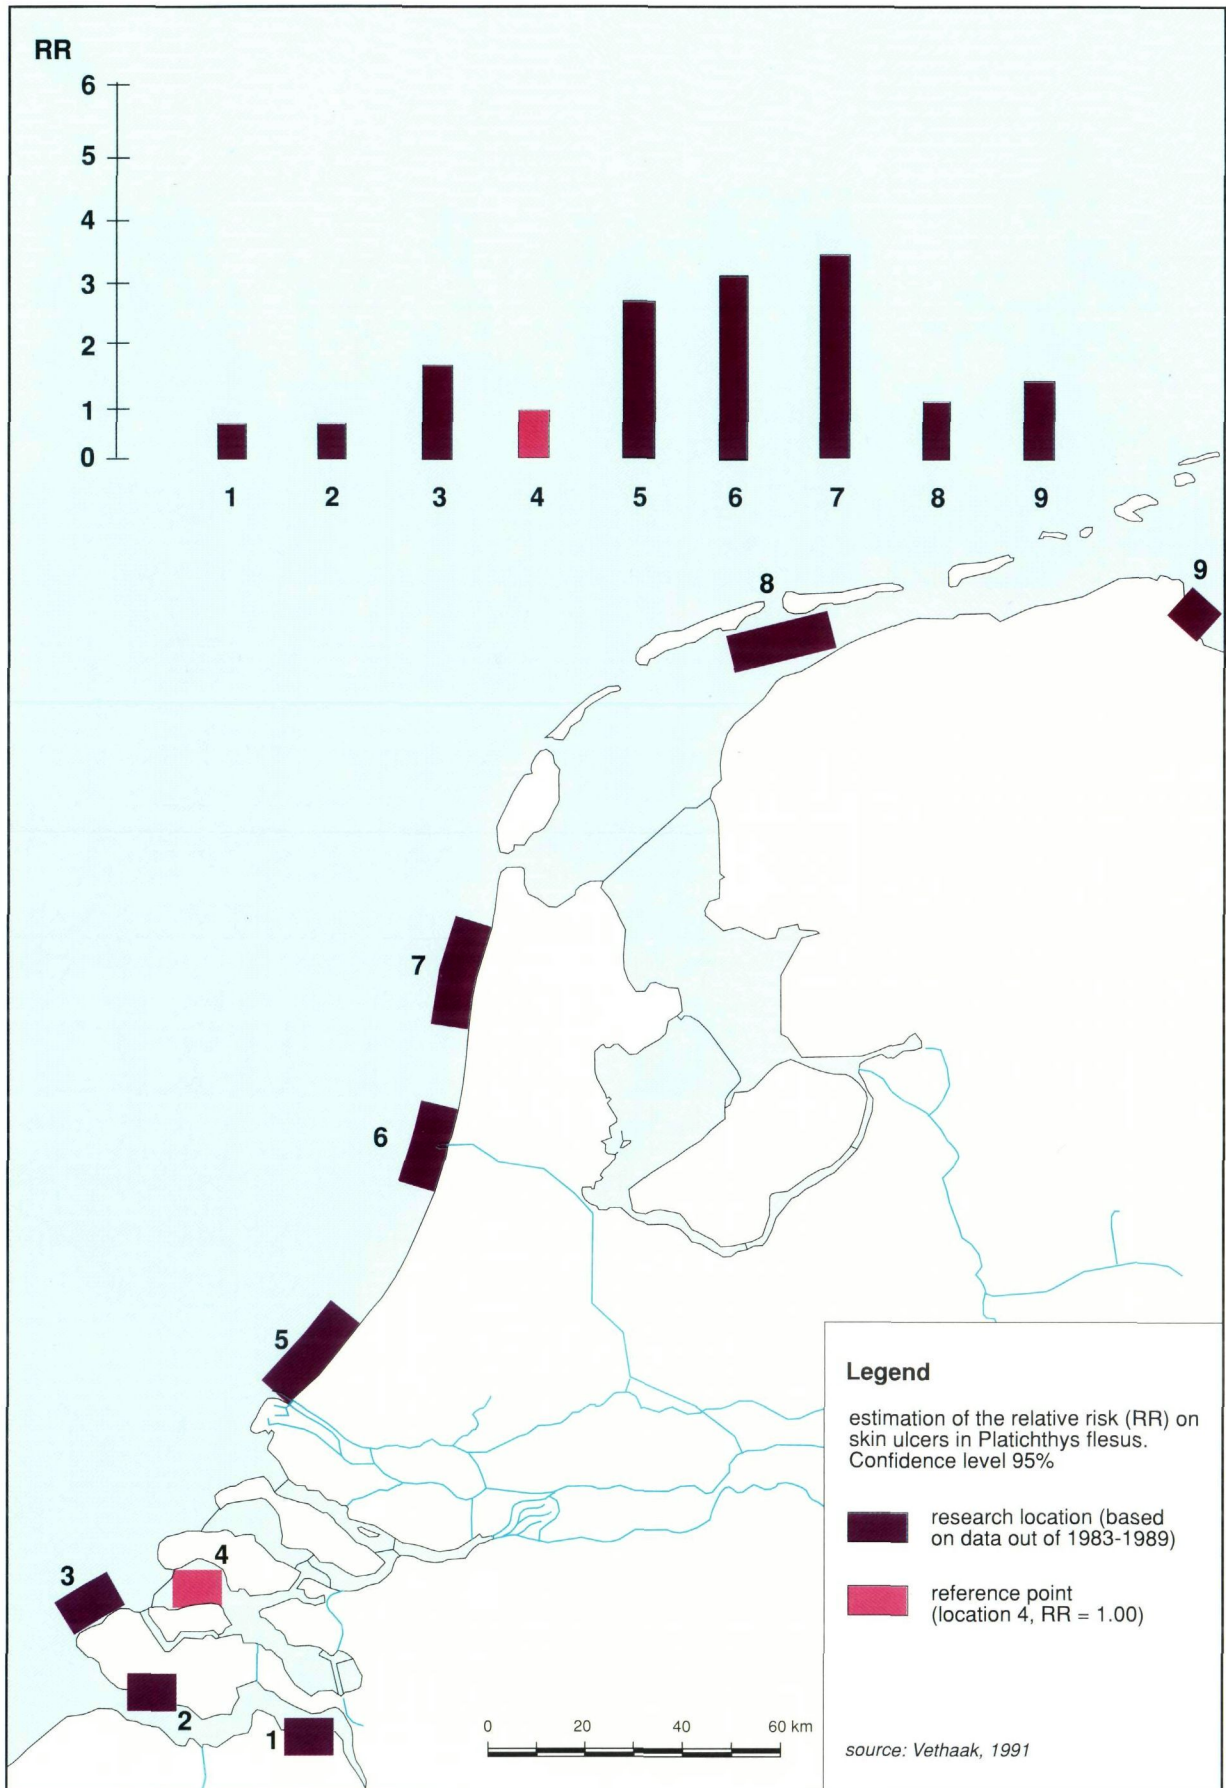 RR
6
5
4
3
2
1
0
1 2 3 4 5 6 7 8 9
8
9
7
6
5
4
3
2
1
0 20 40 60 km
Legend
estimation of the relative risk (RR) on
skin ulcers in Platichthys flesus.
Confidence level 95%
research location (based
on data out of 1983-1989)
reference point
(location 4, RR = 1.00)
source: Vethaak, 1991